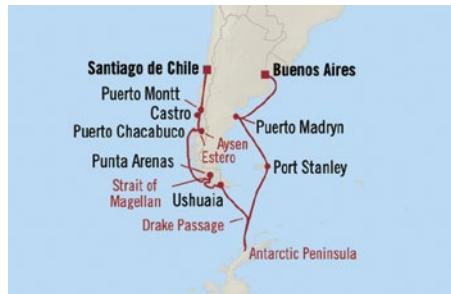 Santiago de Chile
Buenos Aires
Puerto Montt
Castro
Puerto Chacabuco
Puerto Madryn
Aysen
Estero
Punta Arenas
Port Stanley
Strait of
Magellan
Ushuaia
Drake Passage
Antarctic Peninsula